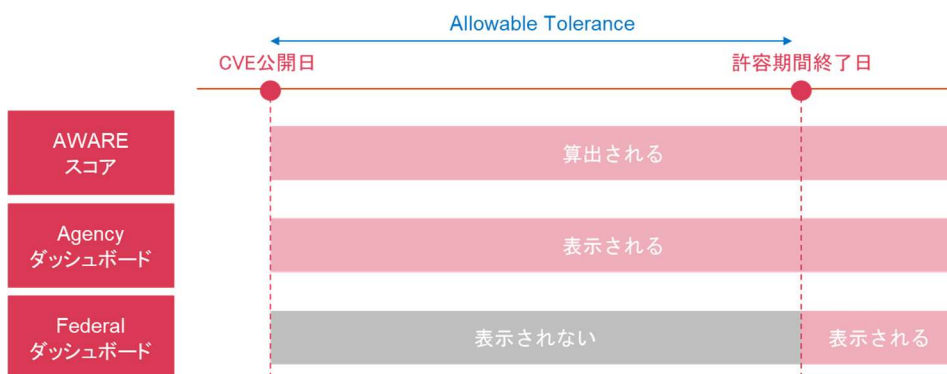 Allowable Tolerance
CVE公開日
許容期間終了日
AWARE
スコア
算出される
Agency
ダッシュボード
表示される
Federal
ダッシュボード
表示されない
表示される